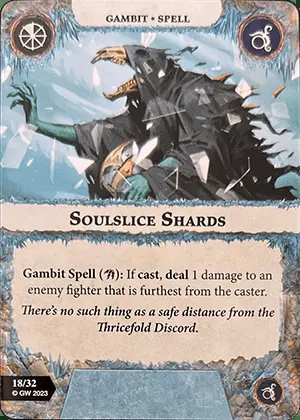 GAMBIT • SPELL
SOULSLICE SHARDS
Gambit Spell (): If cast, deal 1 damage to an
enemy fighter that is furthest from the caster.
There's no such thing as a safe distance from the
Thricefold Discord.
18/32
© GW 2023